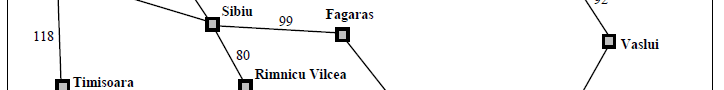 92
Sibiu
Fagaras
99
118
Vaslui
80
Rimnicu Vilcea
Timisoara